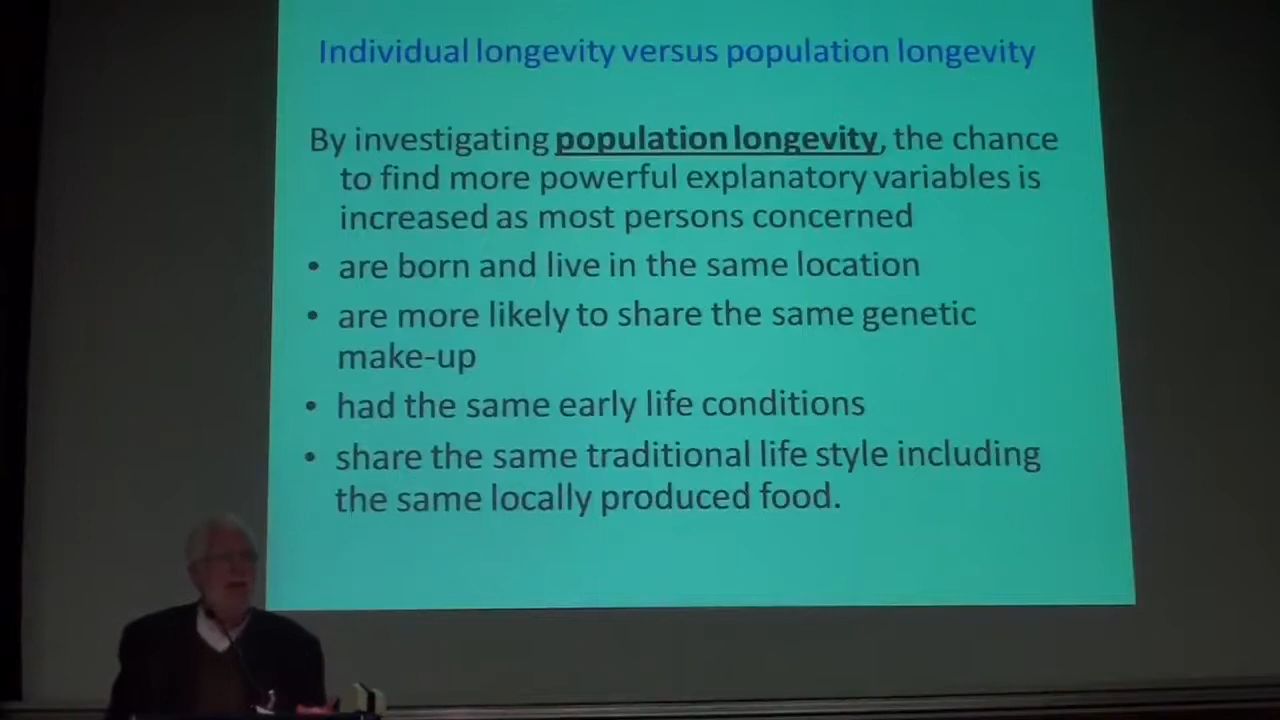 Individual longevity versus population longevity
By investigating population longevity, the chance
to find more powerful explanatory variables is
increased as most persons concerned
• are born and live in the same location
• are more likely to share the same genetic
make-up
• had the same early life conditions
• share the same traditional life style including
the same locally produced food.